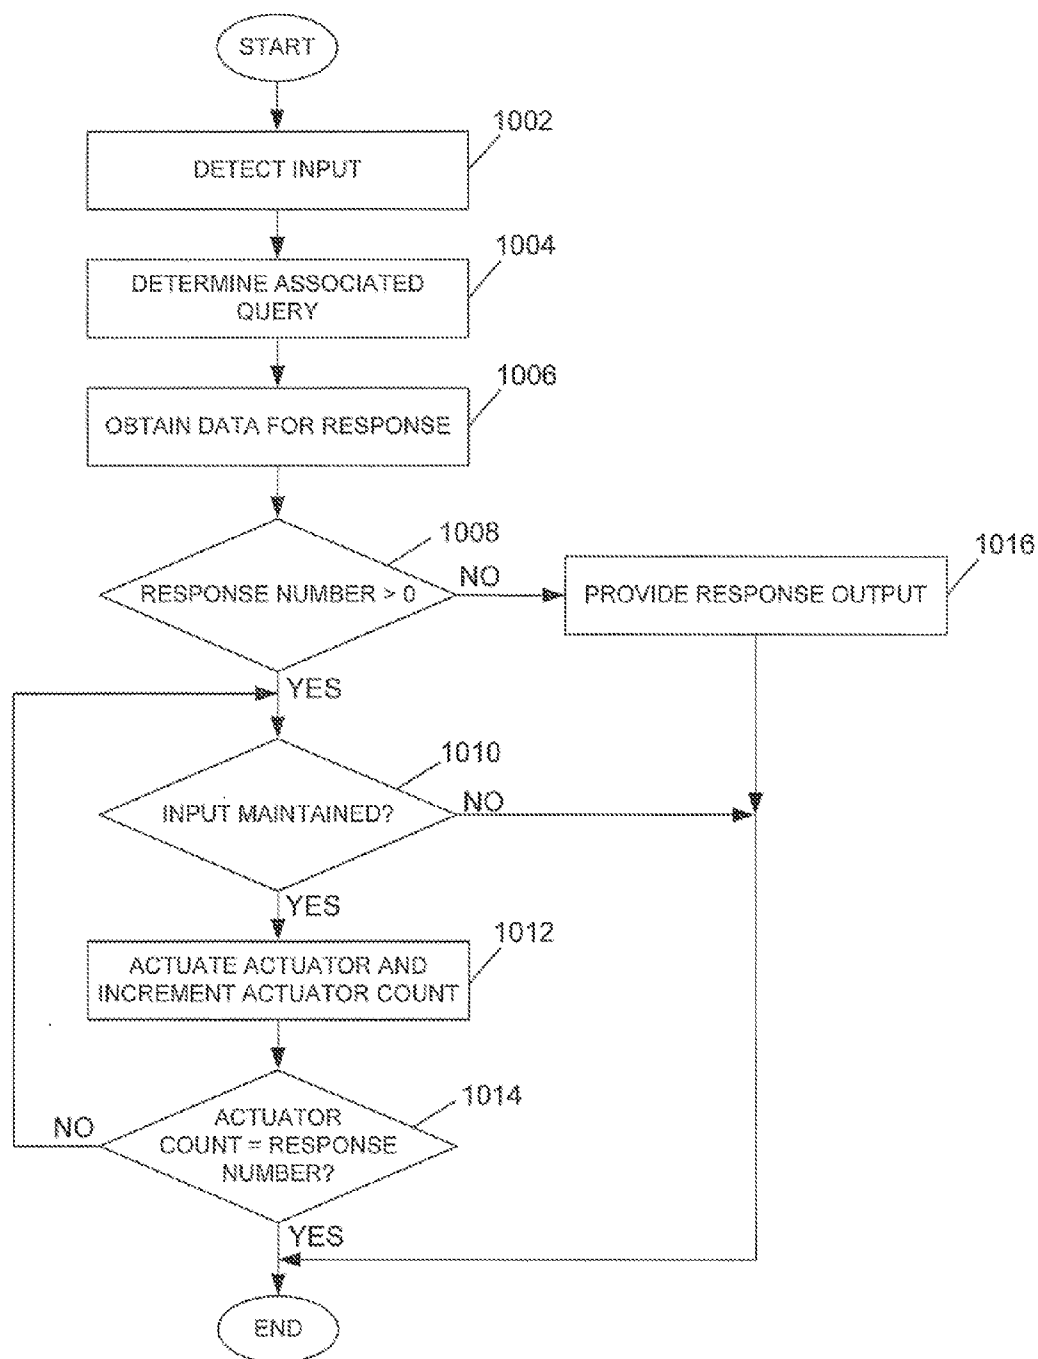 START
1002
DETECT INPUT
1004
DETERMINE ASSOCIATED
QUERY
1006
OBTAIN DATA FOR RESPONSE
1008
RESPONSE NUMBER > 0
NO
1016
PROVIDE RESPONSE OUTPUT
YES
1010
INPUT MAINTAINED?
NO
YES
1012
ACTUATE ACTUATOR AND
INCREMENT ACTUATOR COUNT
1014
ACTUATOR
COUNT = RESPONSE
NUMBER?
NO
YES
END